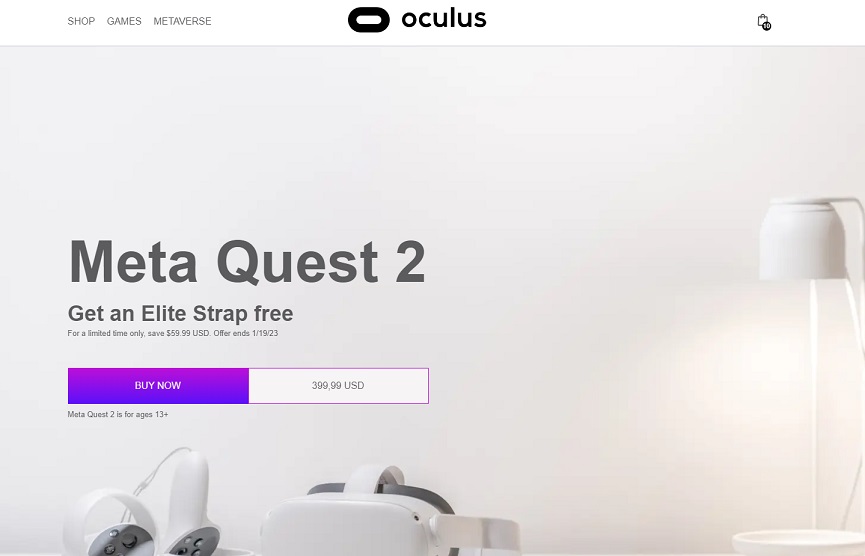 SHOP GAMES METAVERSE
oculus
10
Meta Quest 2
Get an Elite Strap free
For a limited time only, save $59.99 USD. Offer ends 1/19/23
BUY NOW 399,99 USD
Meta Quest 2 is for ages 13+